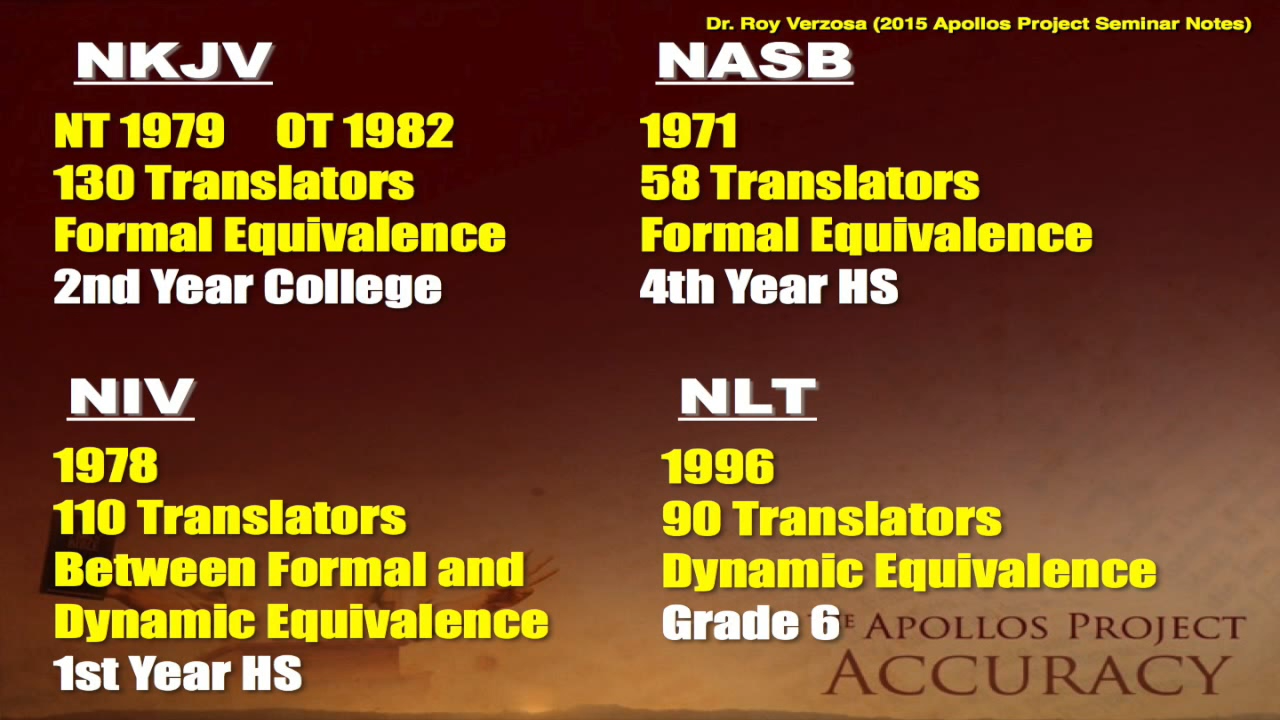 Dr. Roy Verzosa (2015 Apollos Project Seminar Notes)
NKJV
NT 1979 OT 1982
130 Translators
Formal Equivalence
2nd Year College
NASB
1971
58 Translators
Formal Equivalence
4th Year HS
NIV
1978
110 Translators
Between Formal and
Dynamic Equivalence
1st Year HS
NLT
1996
90 Translators
Dynamic Equivalence
Grade 6
APOLLOS PROJECT
ACCURACY